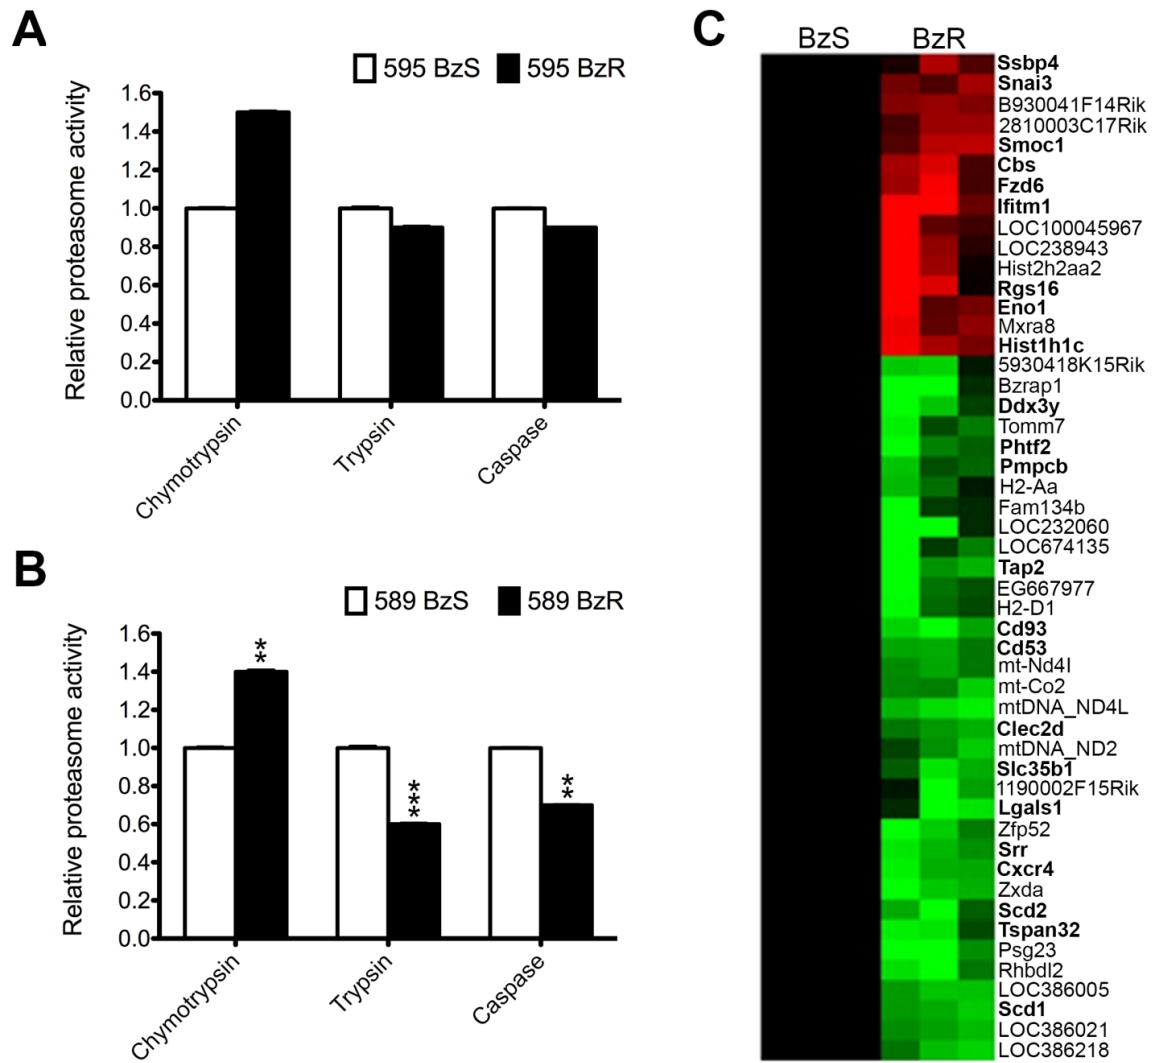 A
595 BzS 595 BzR
Relative proteasome activity
1.6
1.4
1.2
1.0
0.8
0.6
0.4
0.2
0.0
Chymotrypsin
Trypsin
Caspase
B
589 BzS 589 BzR
Relative proteasome activity
1.6
1.4
1.2
1.0
0.8
0.6
0.4
0.2
0.0
**
***
**
Chymotrypsin
Trypsin
Caspase
C
BzS BzR
Ssbp4
Snai3
B930041F14Rik
2810003C17Rik
Smoc1
Cbs
Fzd6
Ifitm1
LOC100045967
LOC238943
Hist2h2aa2
Rgs16
Eno1
Mxra8
Hist1h1c
5930418K15Rik
Bzrap1
Ddx3y
Tomm7
Phtf2
Pmpcb
H2-Aa
Fam134b
LOC232060
LOC674135
Tap2
EG667977
H2-D1
Cd93
Cd53
mt-Nd4l
mt-Co2
mtDNA_ND4L
Clec2d
mtDNA_ND2
Slc35b1
1190002F15Rik
Lgals1
Zfp52
Srr
Cxcr4
Zxda
Scd2
Tspan32
Psg23
Rhbdl2
LOC386005
Scd1
LOC386021
LOC386218